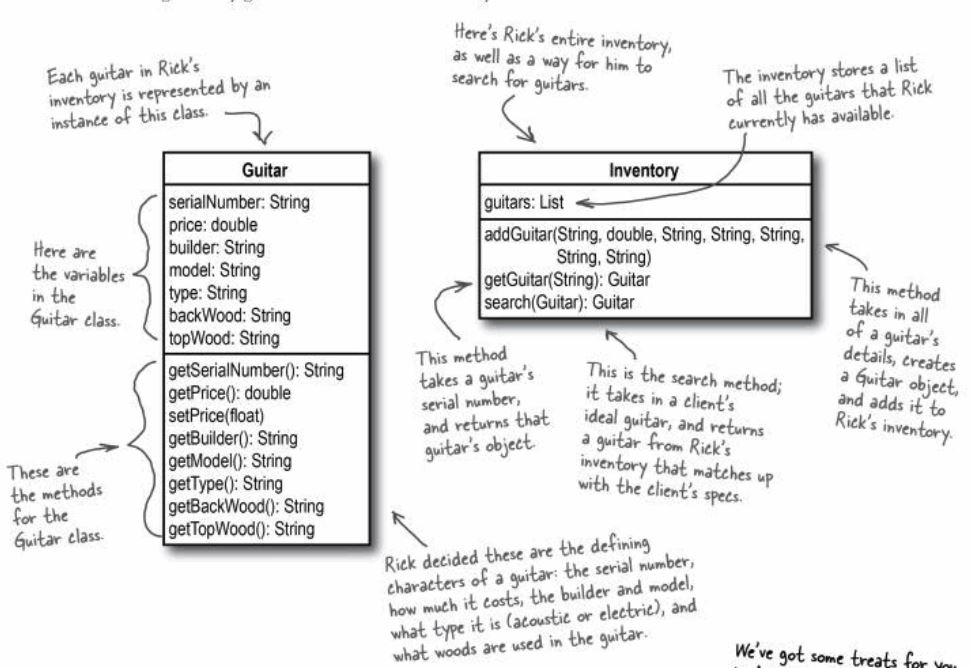 Here's Rick's entire inventory,
as well as a way for him to
search for guitars.
Each guitar in Rick's
inventory is represented by an
instance of this class.
The inventory stores a list
of all the guitars that Rick
currently has available.
Guitar
serialNumber: String
price: double
builder: String
model: String
type: String
backWood: String
topWood: String
Here are
the variables
in the
Guitar class.
getSerialNumber(): String
getPrice(): double
setPrice(float)
getBuilder(): String
getModel(): String
getType(): String
getBackWood(): String
getTopWood(): String
These are
the methods
for the
Guitar class.
Inventory
guitars: List
addGuitar(String, double, String, String, String,
String, String)
getGuitar(String): Guitar
search(Guitar): Guitar
This method
takes a guitar's
serial number,
and returns that
guitar's object.
This is the search method;
it takes in a client's
ideal guitar, and returns
a guitar from Rick's
inventory that matches up
with the client's specs.
This method
takes in all
of a guitar's
details, creates
a Guitar object,
and adds it to
Rick's inventory.
Rick decided these are the defining
characters of a guitar: the serial number,
how much it costs, the builder and model,
what type it is (acoustic or electric), and
what woods are used in the guitar.
We've got some treats for you